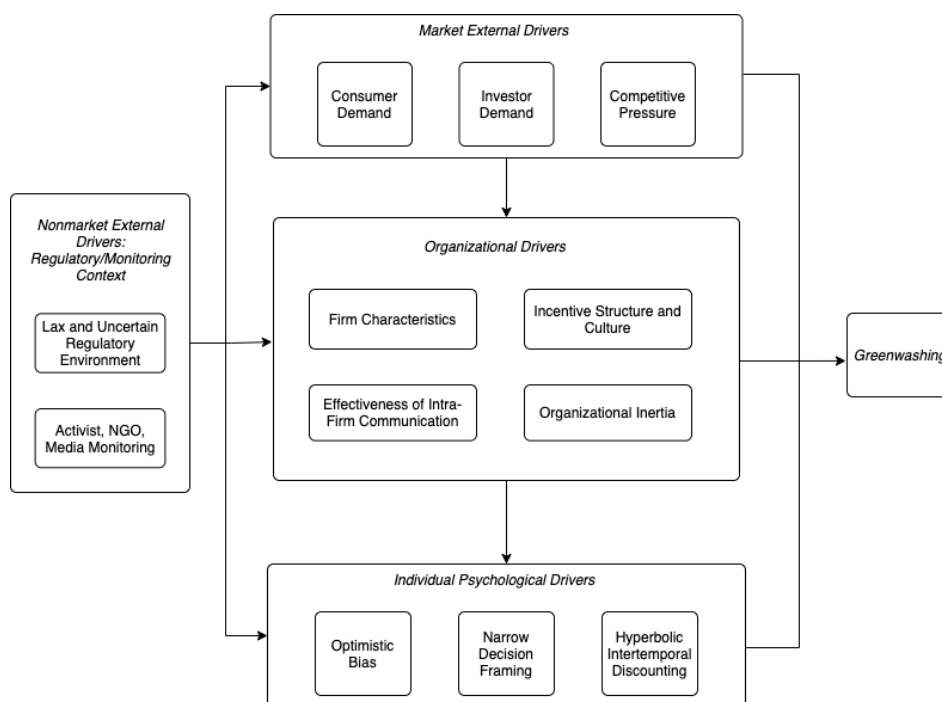 Market External Drivers
Consumer
Demand
Investor
Demand
Competitive
Pressure
Nonmarket External
Drivers:
Regulatory/Monitoring
Context
Lax and Uncertain
Regulatory
Environment
Activist, NGO,
Media Monitoring
Organizational Drivers
Firm Characteristics
Incentive Structure and
Culture
Effectiveness of Intra-
Firm Communication
Organizational Inertia
Greenwashing
Individual Psychological Drivers
Optimistic
Bias
Narrow
Decision
Framing
Hyperbolic
Intertemporal
Discounting